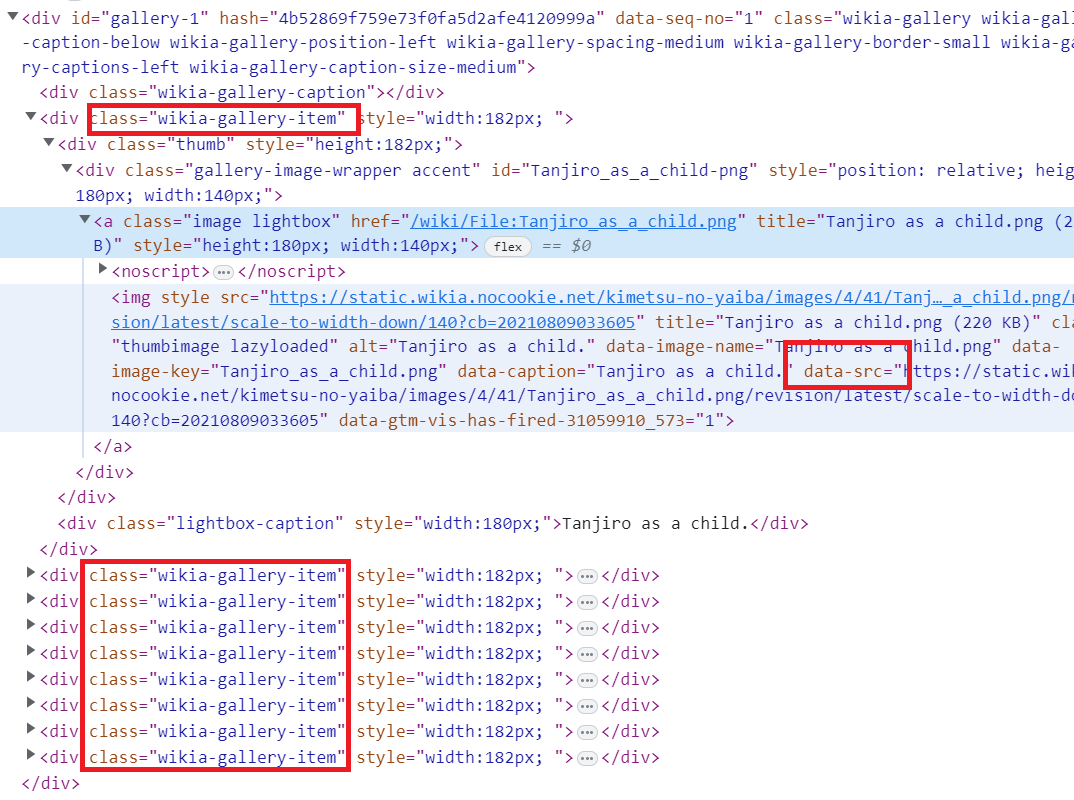 <div id="gallery-1" hash="4b52869f759e73f0fa5d2afe4120999a" data-seq-no="1" class="wikia-gallery wikia-gal
-caption-below wikia-gallery-position-left wikia-gallery-spacing-medium wikia-gallery-border-small wikia-ga
ry-captions-left wikia-gallery-caption-size-medium">
<div class="wikia-gallery-caption"></div>
<div class="wikia-gallery-item" style="width:182px; ">
<div class="thumb" style="height:182px;">
<div class="gallery-image-wrapper accent" id="Tanjiro_as_a_child-png" style="position: relative; heig
180px; width:140px;">
<a class="image lightbox" href="/wiki/File:Tanjiro_as_a_child.png" title="Tanjiro as a child.png (2
B)" style="height:180px; width:140px;"> flex == $0
<noscript>…</noscript>
<img style src="https://static.wikia.nocookie.net/kimetsu-no-yaiba/images/4/41/Tanj…_a_child.png/r
sion/latest/scale-to-width-down/140?cb=20210809033605" title="Tanjiro as a child.png (220 KB)" cla
"thumbimage lazyloaded" alt="Tanjiro as a child." data-image-name="Tanjiro as a child.png" data-
image-key="Tanjiro_as_a_child.png" data-caption="Tanjiro as a child." data-src="https://static.wik
nocookie.net/kimetsu-no-yaiba/images/4/41/Tanjiro_as_a_child.png/revision/latest/scale-to-width-do
140?cb=20210809033605" data-gtm-vis-has-fired-31059910_573="1">
</a>
</div>
</div>
<div class="lightbox-caption" style="width:180px;">Tanjiro as a child.</div>
</div>
<div class="wikia-gallery-item" style="width:182px; ">…</div>
<div class="wikia-gallery-item" style="width:182px; ">…</div>
<div class="wikia-gallery-item" style="width:182px; ">…</div>
<div class="wikia-gallery-item" style="width:182px; ">…</div>
<div class="wikia-gallery-item" style="width:182px; ">…</div>
<div class="wikia-gallery-item" style="width:182px; ">…</div>
<div class="wikia-gallery-item" style="width:182px; ">…</div>
<div class="wikia-gallery-item" style="width:182px; ">…</div>
</div>